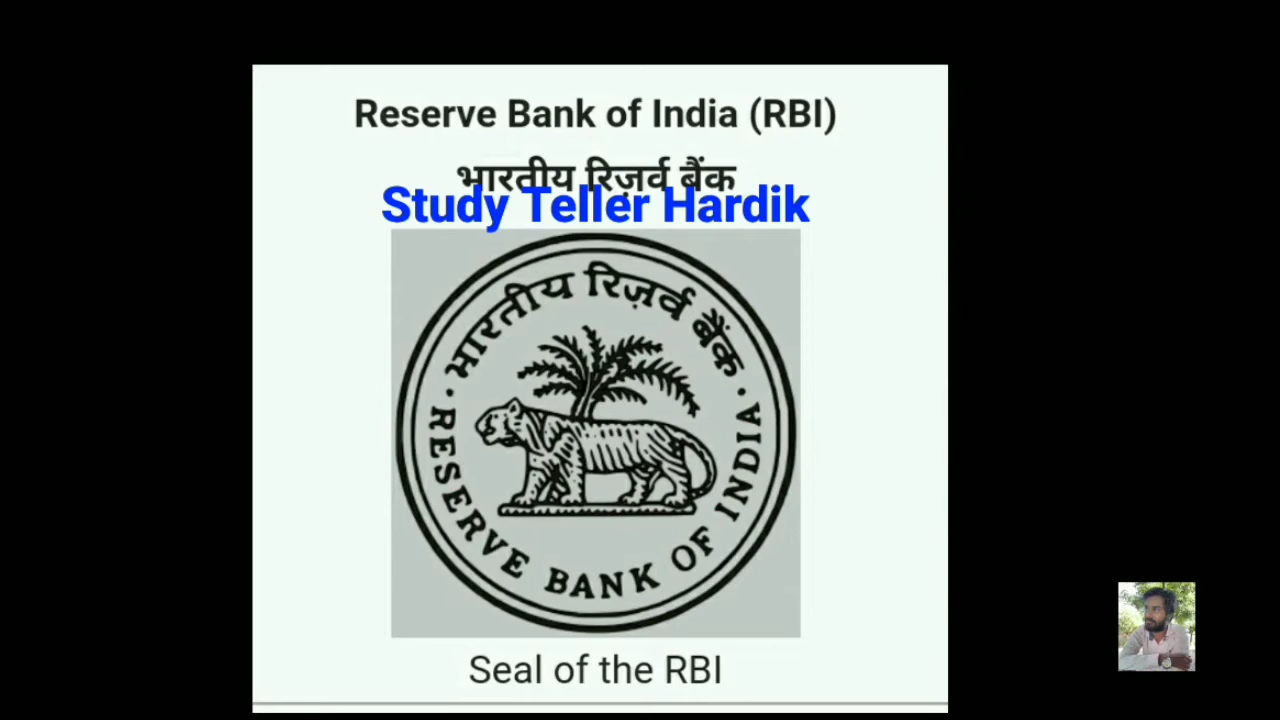 Reserve Bank of India (RBI)
भारतीय रिज़र्व बैंक
Study Teller Hardik
भारतीय रिज़र्व बैंक
· RESERVE BANK OF INDIA ·
Seal of the RBI